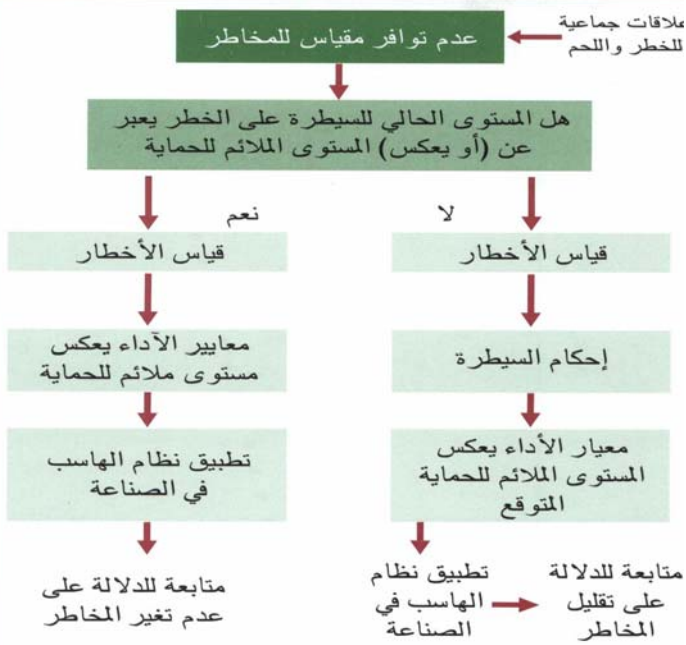 علاقات جماعية
للخطر واللحم
عدم توافر مقياس للمخاطر
هل المستوى الحالي للسيطرة على الخطر يعبر
عن (أو يعكس) المستوى الملائم للحماية
لا
نعم
قياس الأخطار
قياس الأخطار
إحكام السيطرة
معايير الآداء يعكس
مستوى ملائم للحماية
معيار الأداء يعكس
المستوى الملائم للحماية
المتوقع
تطبيق نظام الهاسب
في الصناعة
متابعة للدلالة
على تقليل
المخاطر
تطبيق نظام
الهاسب في
الصناعة
متابعة للدلالة على
عدم تغير المخاطر